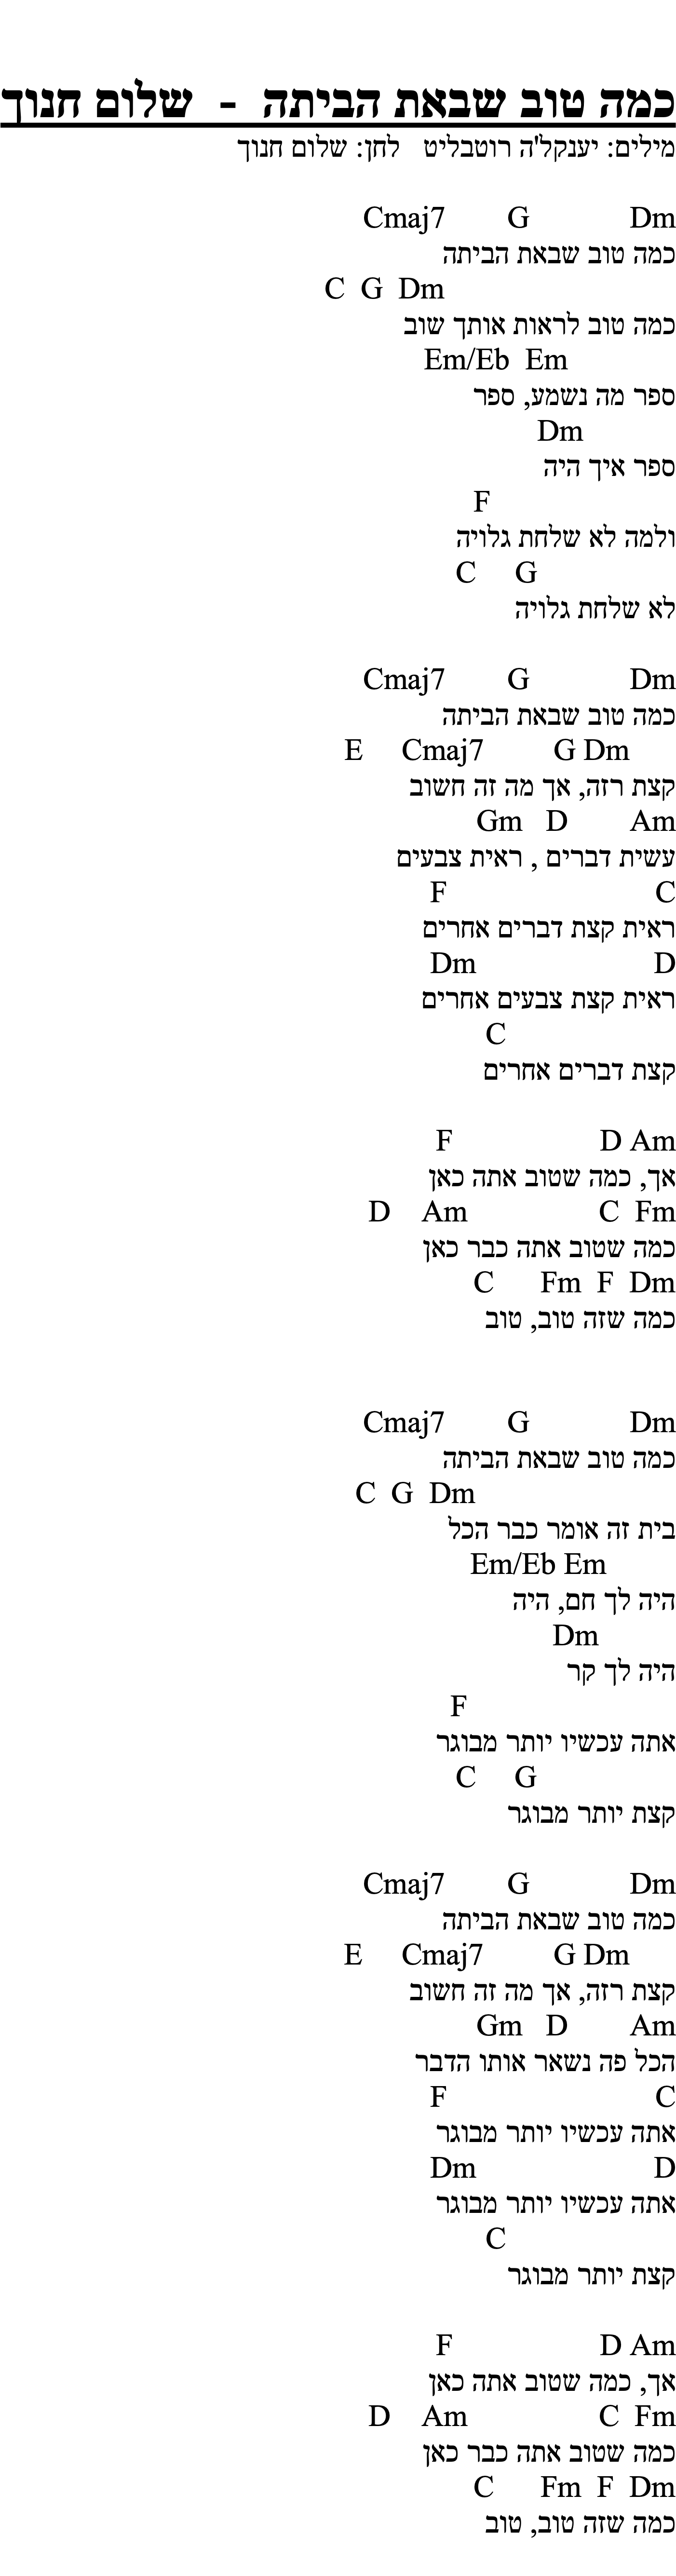 כמה טוב שבאת הביתה  -  שלום חנוך
מילים: יענקל'ה רוטבליט   לחן: שלום חנוך
Cmaj7        G             Dm
כמה טוב שבאת הביתה
C  G  Dm
כמה טוב לראות אותך שוב
Em/Eb  Em
ספר מה נשמע, ספר
Dm
ספר איך היה
F
ולמה לא שלחת גלויה
C     G
לא שלחת גלויה
Cmaj7        G             Dm
כמה טוב שבאת הביתה
E     Cmaj7         G Dm
קצת רזה, אך מה זה חשוב
Gm   D        Am
עשית דברים , ראית צבעים
F                           C
ראית קצת דברים אחרים
Dm                       D
ראית קצת צבעים אחרים
C
קצת דברים אחרים
F                   D Am
אך, כמה שטוב אתה כאן
D    Am                 C  Fm
כמה שטוב אתה כבר כאן
C      Fm  F  Dm
כמה שזה טוב, טוב
Cmaj7        G             Dm
כמה טוב שבאת הביתה
C  G  Dm
בית זה אומר כבר הכל
Em/Eb Em
היה לך חם, היה
Dm
היה לך קר
F
אתה עכשיו יותר מבוגר
C     G
קצת יותר מבוגר
Cmaj7        G             Dm
כמה טוב שבאת הביתה
E     Cmaj7         G Dm
קצת רזה, אך מה זה חשוב
Gm   D        Am
הכל פה נשאר אותו הדבר
F                           C
אתה עכשיו יותר מבוגר
Dm                       D
אתה עכשיו יותר מבוגר
C
קצת יותר מבוגר
F                   D Am
אך, כמה שטוב אתה כאן
D    Am                 C  Fm
כמה שטוב אתה כבר כאן
C      Fm  F  Dm
כמה שזה טוב, טוב